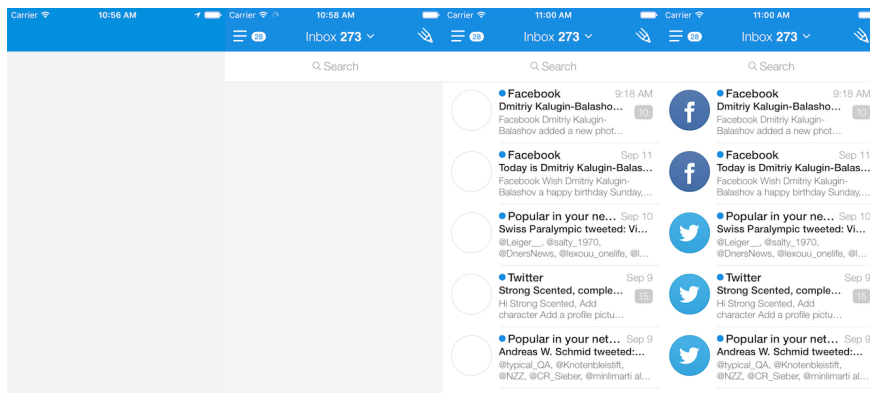 Carrier 10:56 AM
Carrier 10:58 AM
28 Inbox 273
Search
Carrier 11:00 AM
28 Inbox 273
Search
Facebook 9:18 AM
Dmitriy Kalugin-Balasho...
Facebook Dmitriy Kalugin- 10
Balashov added a new phot...
Facebook Sep 11
Today is Dmitriy Kalugin-Balas...
Facebook Wish Dmitriy Kalugin-
Balashov a happy birthday Sunday,...
Popular in your ne... Sep 10
Swiss Paralympic tweeted: Vi...
@Leiger__, @salty_1970,
@DnersNews, @lexouu_onelife, @l...
Twitter Sep 9
Strong Scented, comple...
Hi Strong Scented, Add 15
character Add a profile pictu...
Popular in your net... Sep 9
Andreas W. Schmid tweeted:...
@typical_QA, @Knotenbleistift,
@NZZ, @CR_Sieber, @minlimarti al...
Carrier 11:00 AM
28 Inbox 273
Search
f
Facebook 9:18 AM
Dmitriy Kalugin-Balasho...
Facebook Dmitriy Kalugin- 10
Balashov added a new phot...
f
Facebook Sep 11
Today is Dmitriy Kalugin-Balas...
Facebook Wish Dmitriy Kalugin-
Balashov a happy birthday Sunday,...
Popular in your ne... Sep 10
Swiss Paralympic tweeted: Vi...
@Leiger__, @salty_1970,
@DnersNews, @lexouu_onelife, @l...
Twitter Sep 9
Strong Scented, comple...
Hi Strong Scented, Add 15
character Add a profile pictu...
Popular in your net... Sep 9
Andreas W. Schmid tweeted:...
@typical_QA, @Knotenbleistift,
@NZZ, @CR_Sieber, @minlimarti al...